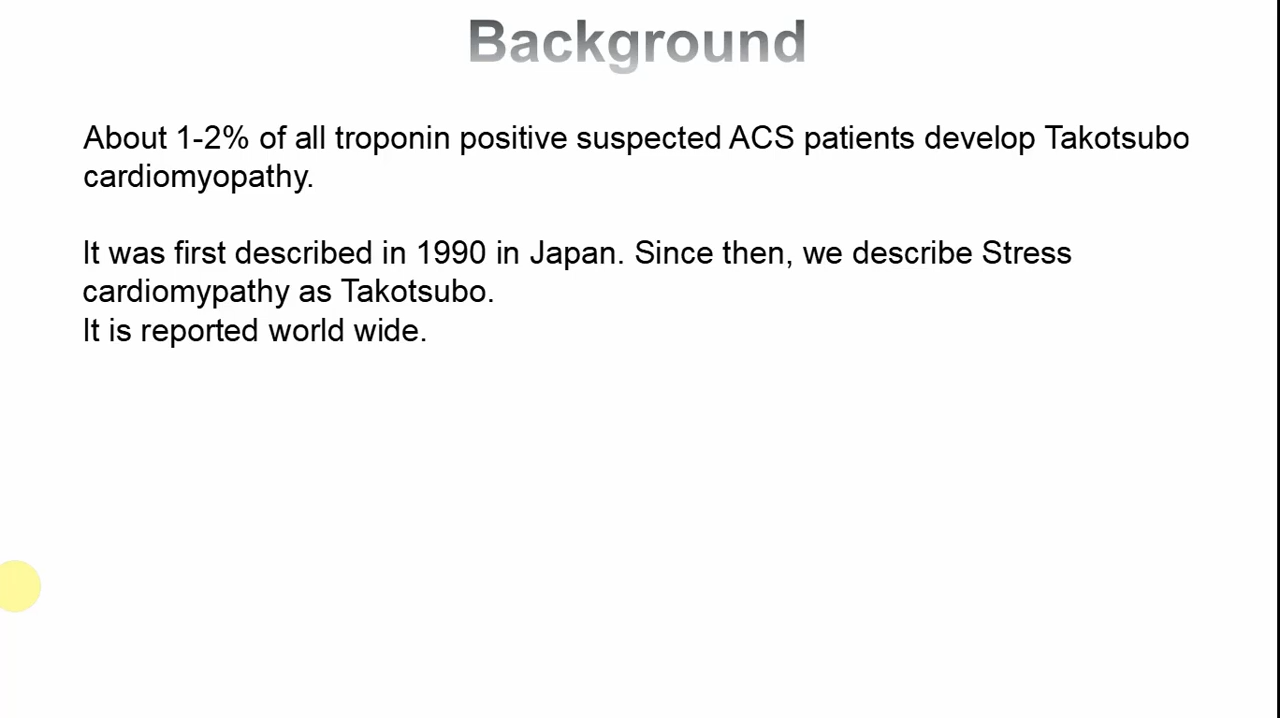 Background
About 1-2% of all troponin positive suspected ACS patients develop Takotsubo
cardiomyopathy.
It was first described in 1990 in Japan. Since then, we describe Stress
cardiomypathy as Takotsubo.
It is reported world wide.